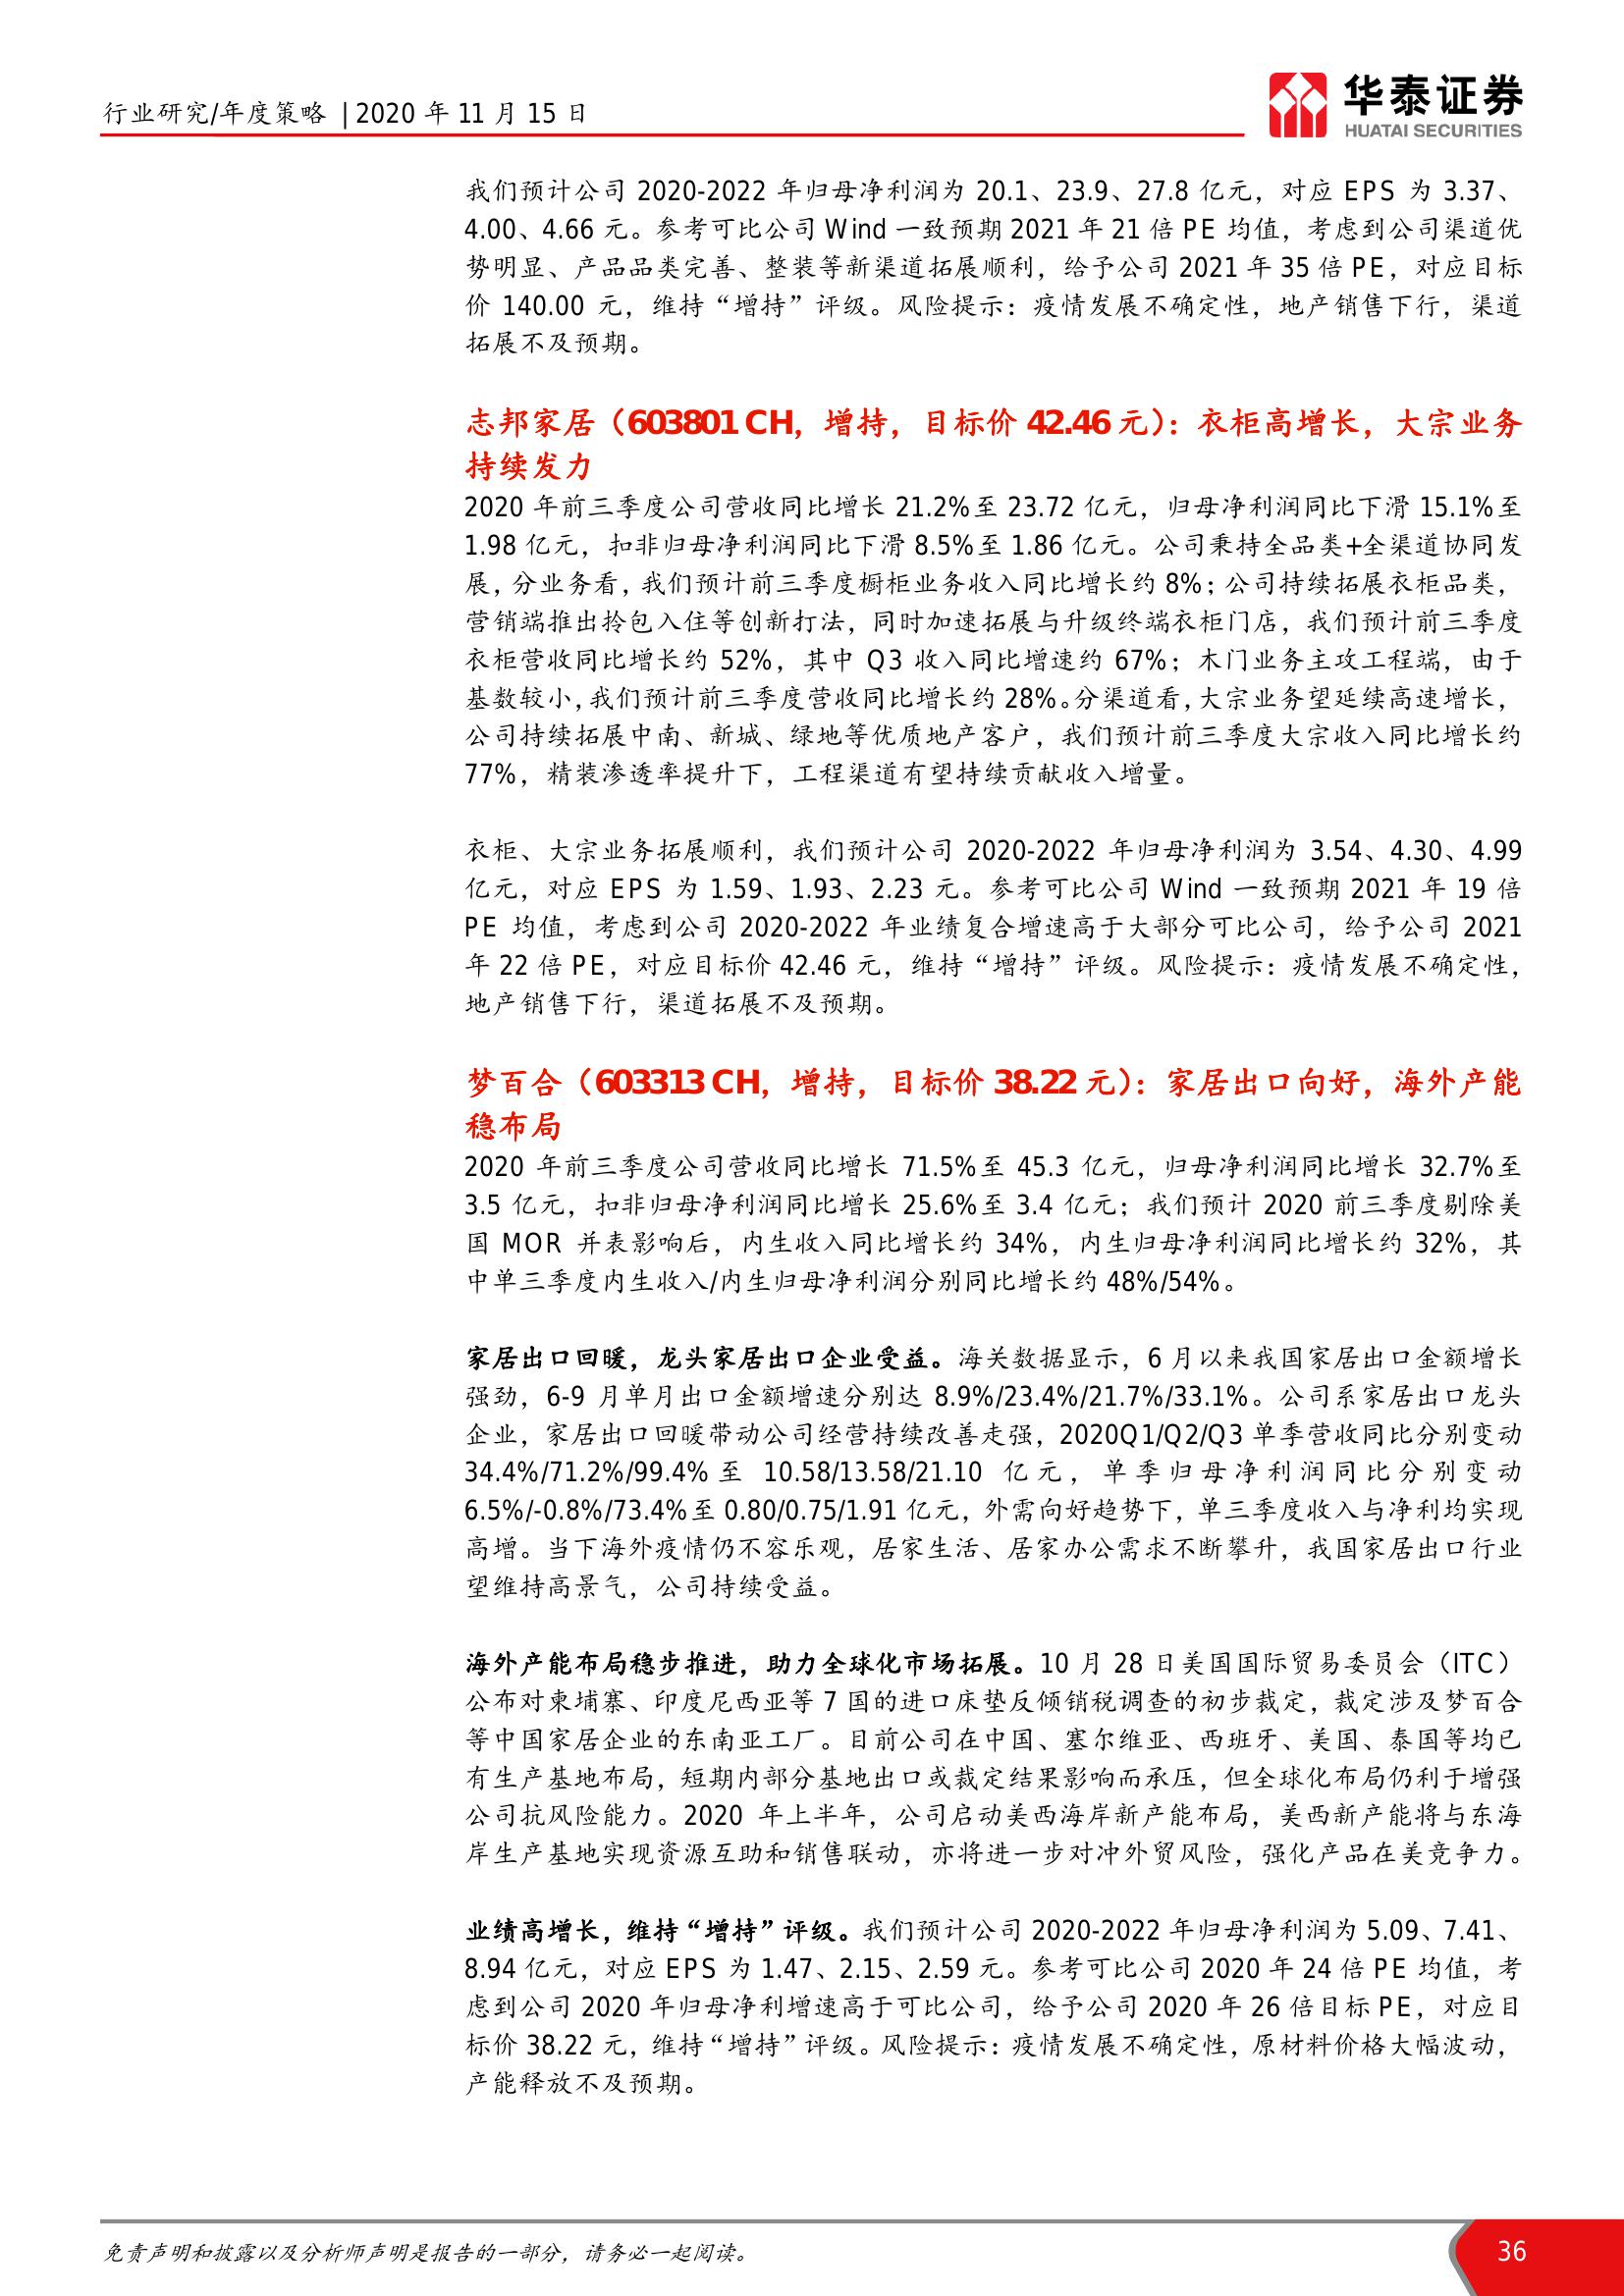 行业研究/年度策略 | 2020 年 11 月 15 日
华泰证券
HUATAI SECURITIES
我们预计公司 2020-2022 年归母净利润为 20.1、23.9、27.8 亿元，对应 EPS 为 3.37、
4.00、4.66 元。参考可比公司 Wind 一致预期 2021 年 21 倍 PE 均值，考虑到公司渠道优
势明显、产品品类完善、整装等新渠道拓展顺利，给予公司 2021 年 35 倍 PE，对应目标
价 140.00 元，维持“增持”评级。风险提示：疫情发展不确定性，地产销售下行，渠道
拓展不及预期。
志邦家居（603801 CH，增持，目标价 42.46 元）：衣柜高增长，大宗业务
持续发力
2020 年前三季度公司营收同比增长 21.2%至 23.72 亿元，归母净利润同比下滑 15.1%至
1.98 亿元，扣非归母净利润同比下滑 8.5%至 1.86 亿元。公司秉持全品类+全渠道协同发
展，分业务看，我们预计前三季度橱柜业务收入同比增长约 8%；公司持续拓展衣柜品类，
营销端推出拎包入住等创新打法，同时加速拓展与升级终端衣柜门店，我们预计前三季度
衣柜营收同比增长约 52%，其中 Q3 收入同比增速约 67%；木门业务主攻工程端，由于
基数较小，我们预计前三季度营收同比增长约 28%。分渠道看，大宗业务望延续高速增长，
公司持续拓展中南、新城、绿地等优质地产客户，我们预计前三季度大宗收入同比增长约
77%，精装渗透率提升下，工程渠道有望持续贡献收入增量。
衣柜、大宗业务拓展顺利，我们预计公司 2020-2022 年归母净利润为 3.54、4.30、4.99
亿元，对应 EPS 为 1.59、1.93、2.23 元。参考可比公司 Wind 一致预期 2021 年 19 倍
PE 均值，考虑到公司 2020-2022 年业绩复合增速高于大部分可比公司，给予公司 2021
年 22 倍 PE，对应目标价 42.46 元，维持“增持”评级。风险提示：疫情发展不确定性，
地产销售下行，渠道拓展不及预期。
梦百合（603313 CH，增持，目标价 38.22 元）：家居出口向好，海外产能
稳布局
2020 年前三季度公司营收同比增长 71.5%至 45.3 亿元，归母净利润同比增长 32.7%至
3.5 亿元，扣非归母净利润同比增长 25.6%至 3.4 亿元；我们预计 2020 前三季度剔除美
国 MOR 并表影响后，内生收入同比增长约 34%，内生归母净利润同比增长约 32%，其
中单三季度内生收入/内生归母净利润分别同比增长约 48%/54%。
家居出口回暖，龙头家居出口企业受益。海关数据显示，6 月以来我国家居出口金额增长
强劲，6-9 月单月出口金额增速分别达 8.9%/23.4%/21.7%/33.1%。公司系家居出口龙头
企业，家居出口回暖带动公司经营持续改善走强，2020Q1/Q2/Q3 单季营收同比分别变动
34.4%/71.2%/99.4%至 10.58/13.58/21.10 亿元，单季归母净利润同比分别变动
6.5%/-0.8%/73.4%至 0.80/0.75/1.91 亿元，外需向好趋势下，单三季度收入与净利均实现
高增。当下海外疫情仍不容乐观，居家生活、居家办公需求不断攀升，我国家居出口行业
望维持高景气，公司持续受益。
海外产能布局稳步推进，助力全球化市场拓展。10 月 28 日美国国际贸易委员会（ITC）
公布对柬埔寨、印度尼西亚等 7 国的进口床垫反倾销税调查的初步裁定，裁定涉及梦百合
等中国家居企业的东南亚工厂。目前公司在中国、塞尔维亚、西班牙、美国、泰国等均已
有生产基地布局，短期内部分基地出口或裁定结果影响而承压，但全球化布局仍利于增强
公司抗风险能力。2020 年上半年，公司启动美西海岸新产能布局，美西新产能将与东海
岸生产基地实现资源互助和销售联动，亦将进一步对冲外贸风险，强化产品在美竞争力。
业绩高增长，维持“增持”评级。我们预计公司 2020-2022 年归母净利润为 5.09、7.41、
8.94 亿元，对应 EPS 为 1.47、2.15、2.59 元。参考可比公司 2020 年 24 倍 PE 均值，考
虑到公司 2020 年归母净利增速高于可比公司，给予公司 2020 年 26 倍目标 PE，对应目
标价 38.22 元，维持“增持”评级。风险提示：疫情发展不确定性，原材料价格大幅波动，
产能释放不及预期。
免责声明和披露以及分析师声明是报告的一部分，请务必一起阅读。
36